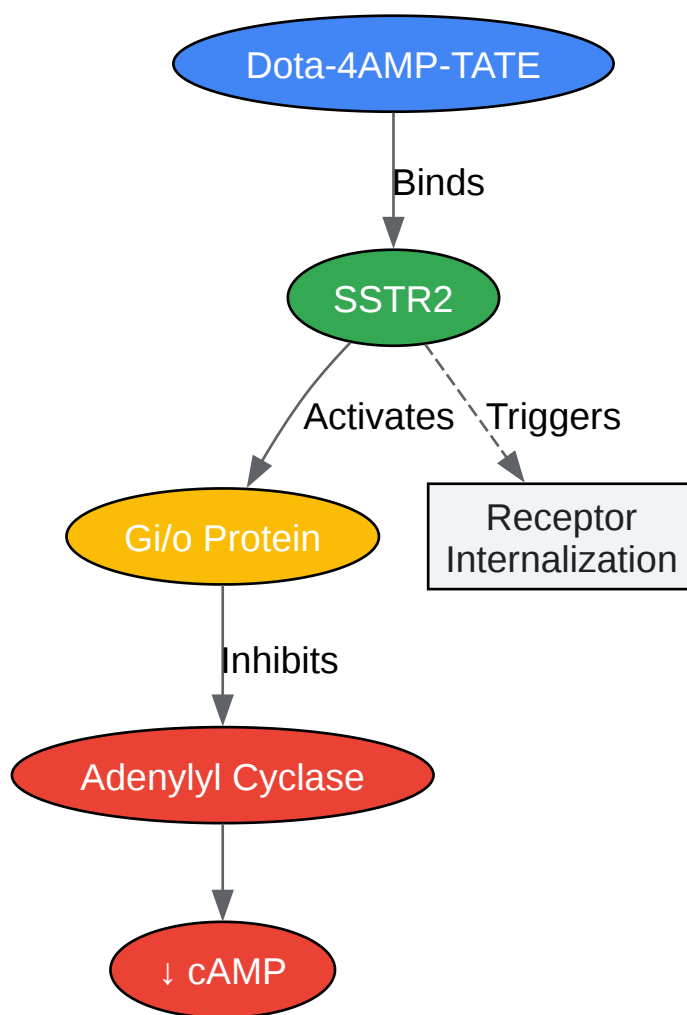 Dota-4AMP-TATE
Binds
SSTR2
Activates
Triggers
Gi/o Protein
Receptor
Internalization
Inhibits
Adenylyl Cyclase
↓ cAMP